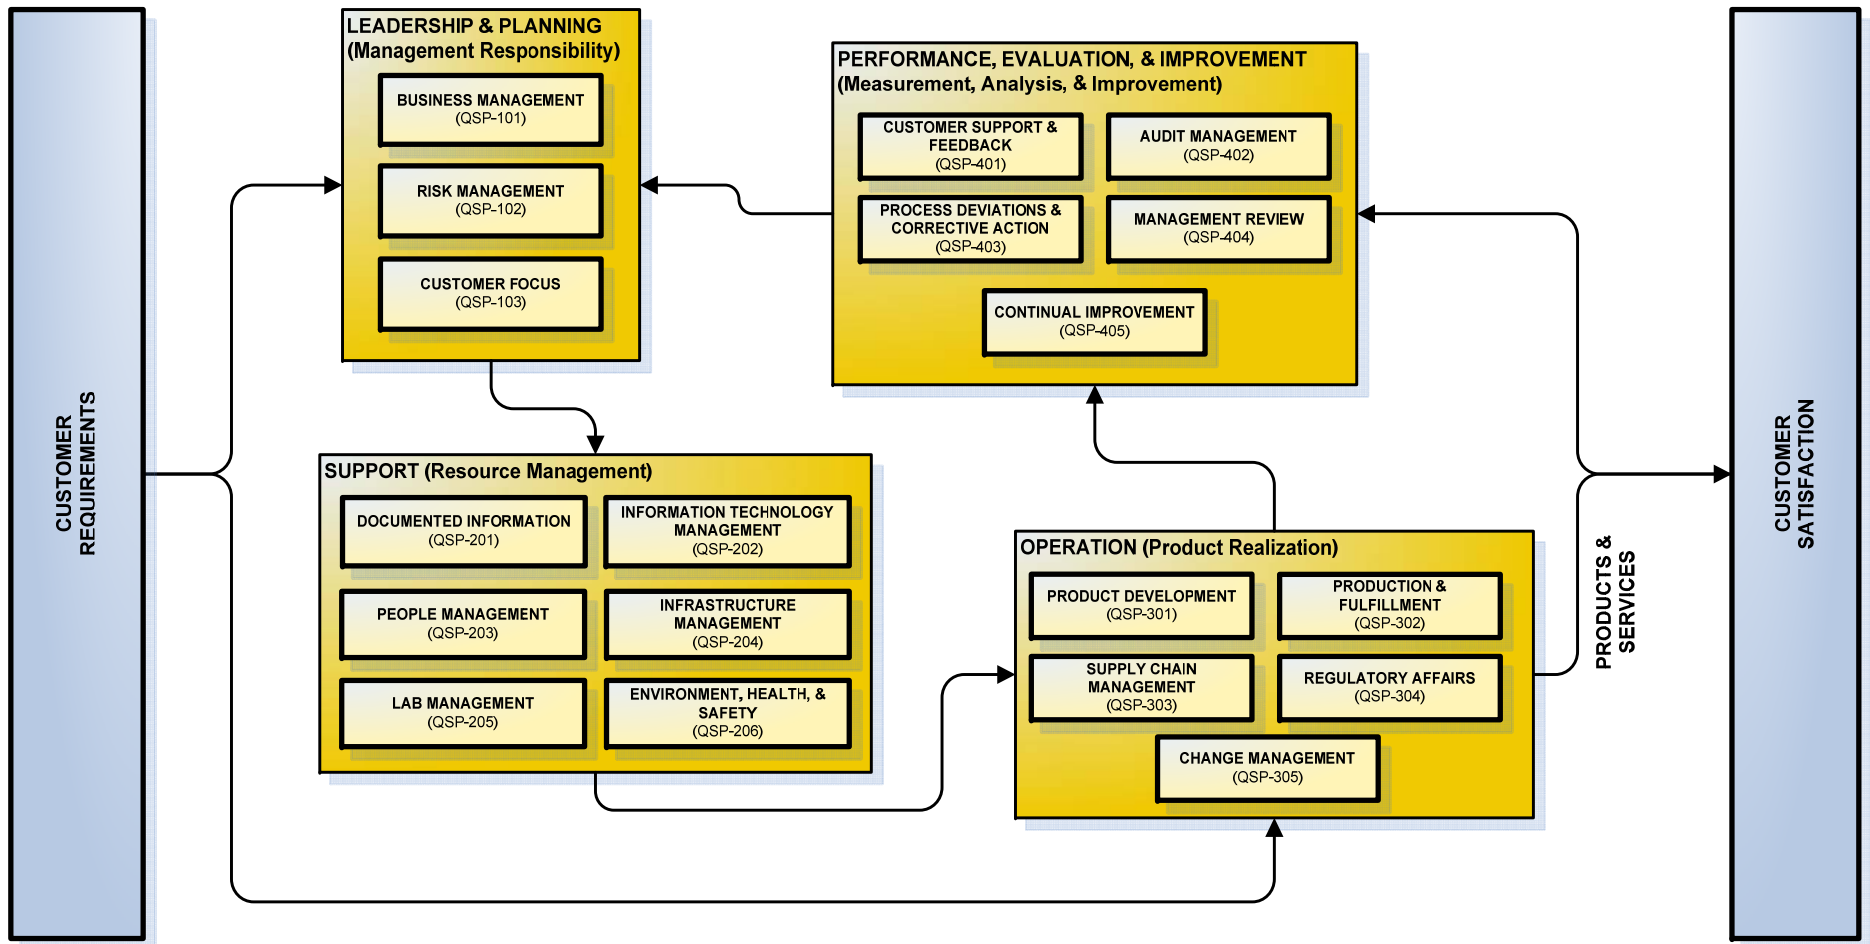 CUSTOMER
REQUIREMENTS
LEADERSHIP & PLANNING
(Management Responsibility)
BUSINESS MANAGEMENT
(QSP-101)
RISK MANAGEMENT
(QSP-102)
CUSTOMER FOCUS
(QSP-103)
PERFORMANCE, EVALUATION, & IMPROVEMENT
(Measurement, Analysis, & Improvement)
CUSTOMER SUPPORT &
FEEDBACK
(QSP-401)
AUDIT MANAGEMENT
(QSP-402)
PROCESS DEVIATIONS &
CORRECTIVE ACTION
(QSP-403)
MANAGEMENT REVIEW
(QSP-404)
CONTINUAL IMPROVEMENT
(QSP-405)
SUPPORT (Resource Management)
DOCUMENTED INFORMATION
(QSP-201)
INFORMATION TECHNOLOGY
MANAGEMENT
(QSP-202)
PEOPLE MANAGEMENT
(QSP-203)
INFRASTRUCTURE
MANAGEMENT
(QSP-204)
LAB MANAGEMENT
(QSP-205)
ENVIRONMENT, HEALTH, &
SAFETY
(QSP-206)
OPERATION (Product Realization)
PRODUCT DEVELOPMENT
(QSP-301)
PRODUCTION &
FULFILLMENT
(QSP-302)
SUPPLY CHAIN
MANAGEMENT
(QSP-303)
REGULATORY AFFAIRS
(QSP-304)
CHANGE MANAGEMENT
(QSP-305)
PRODUCTS &
SERVICES
CUSTOMER
SATISFACTION